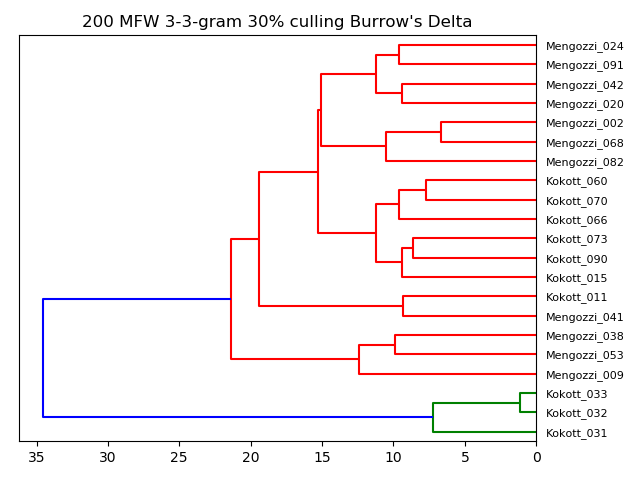 200 MFW 3-3-gram 30% culling Burrow's Delta
Mengozzi_024
Mengozzi_091
Mengozzi_042
Mengozzi_020
Mengozzi_002
Mengozzi_068
Mengozzi_082
Kokott_060
Kokott_070
Kokott_066
Kokott_073
Kokott_090
Kokott_015
Kokott_011
Mengozzi_041
Mengozzi_038
Mengozzi_053
Mengozzi_009
Kokott_033
Kokott_032
Kokott_031
35 30 25 20 15 10 5 0